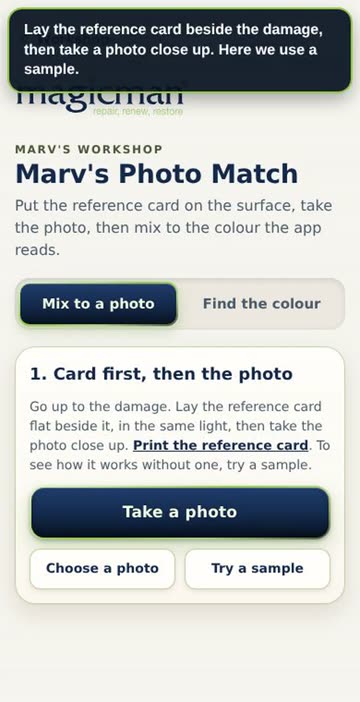 Lay the reference card beside the damage,
then take a photo close up. Here we use a
sample.
magicman
repair, renew, restore
MARV'S WORKSHOP
Marv's Photo Match
Put the reference card on the surface, take
the photo, then mix to the colour the app
reads.
Mix to a photo
Find the colour
1. Card first, then the photo
Go up to the damage. Lay the reference card
flat beside it, in the same light, then take the
photo close up. Print the reference card. To
see how it works without one, try a sample.
Take a photo
Choose a photo
Try a sample